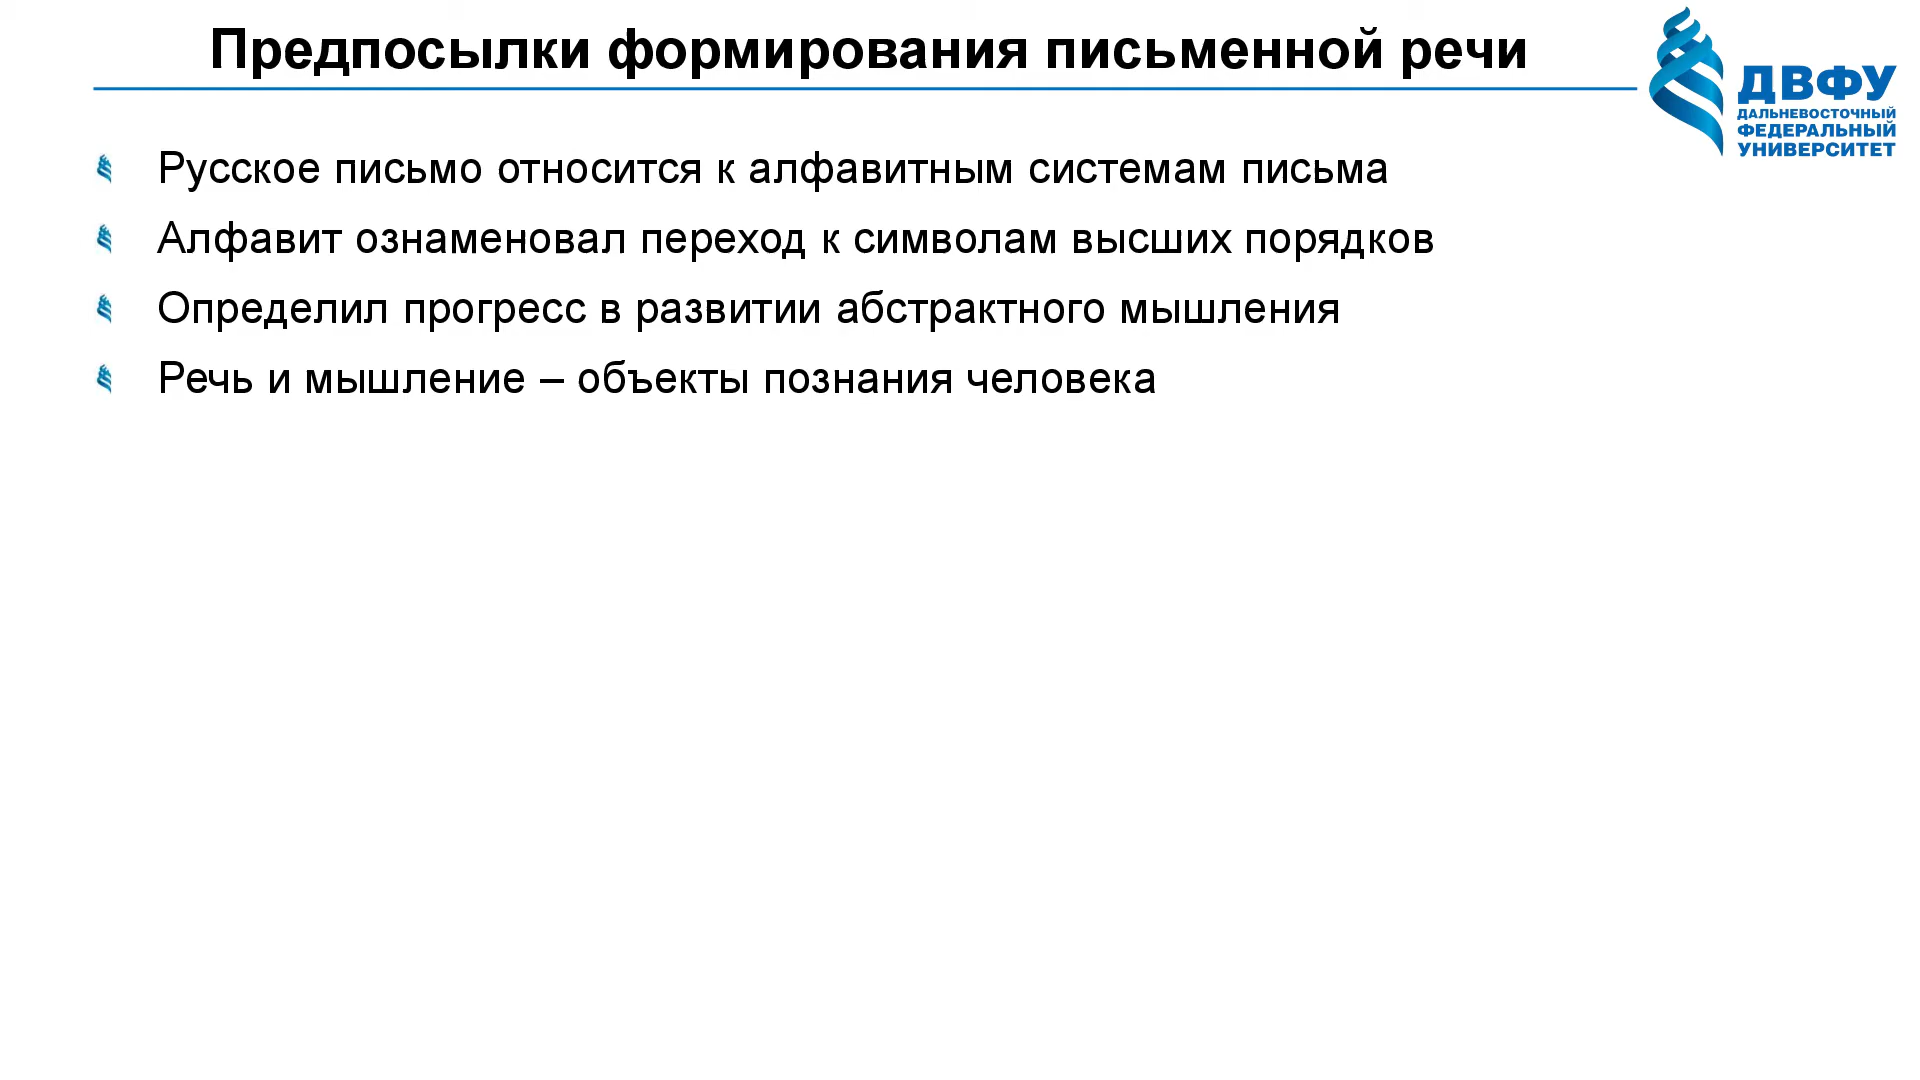 Предпосылки формирования письменной речи
ДВФУ
ДАЛЬНЕВОСТОЧНЫЙ
ФЕДЕРАЛЬНЫЙ
УНИВЕРСИТЕТ
Русское письмо относится к алфавитным системам письма
Алфавит ознаменовал переход к символам высших порядков
Определил прогресс в развитии абстрактного мышления
Речь и мышление – объекты познания человека